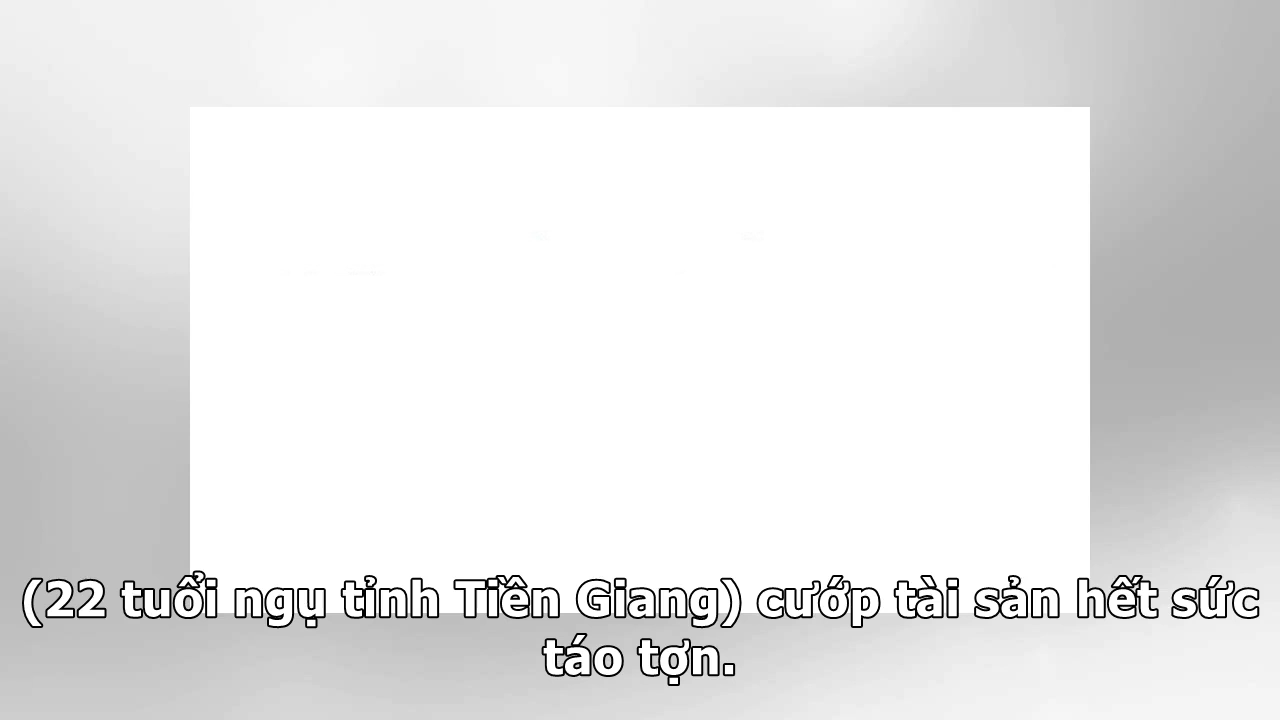 (22 tuổi ngụ tỉnh Tiền Giang) cướp tài sản hết sức
táo tợn.